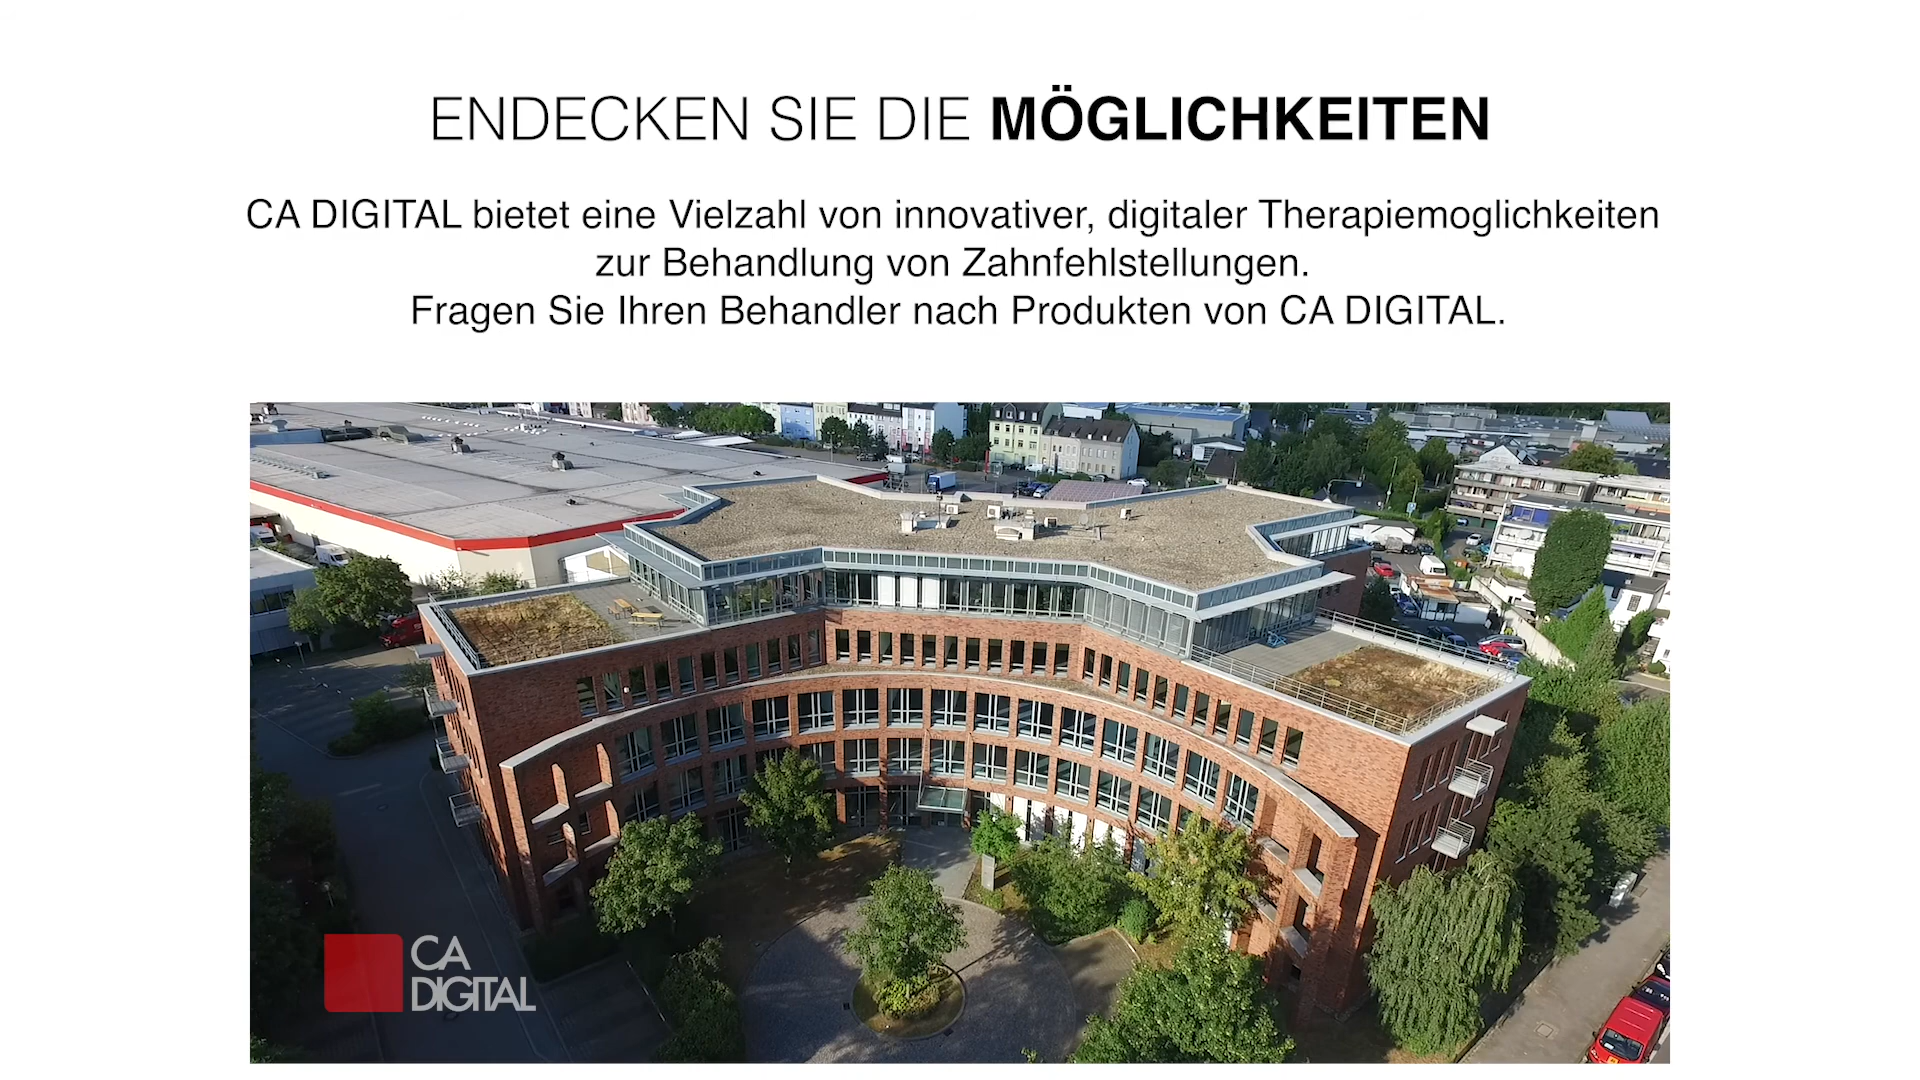 ENDECKEN SIE DIE MÖGLICHKEITEN
CA DIGITAL bietet eine Vielzahl von innovativer, digitaler Therapiemoglichkeiten
zur Behandlung von Zahnfehlstellungen.
Fragen Sie Ihren Behandler nach Produkten von CA DIGITAL.
CA
DIGITAL